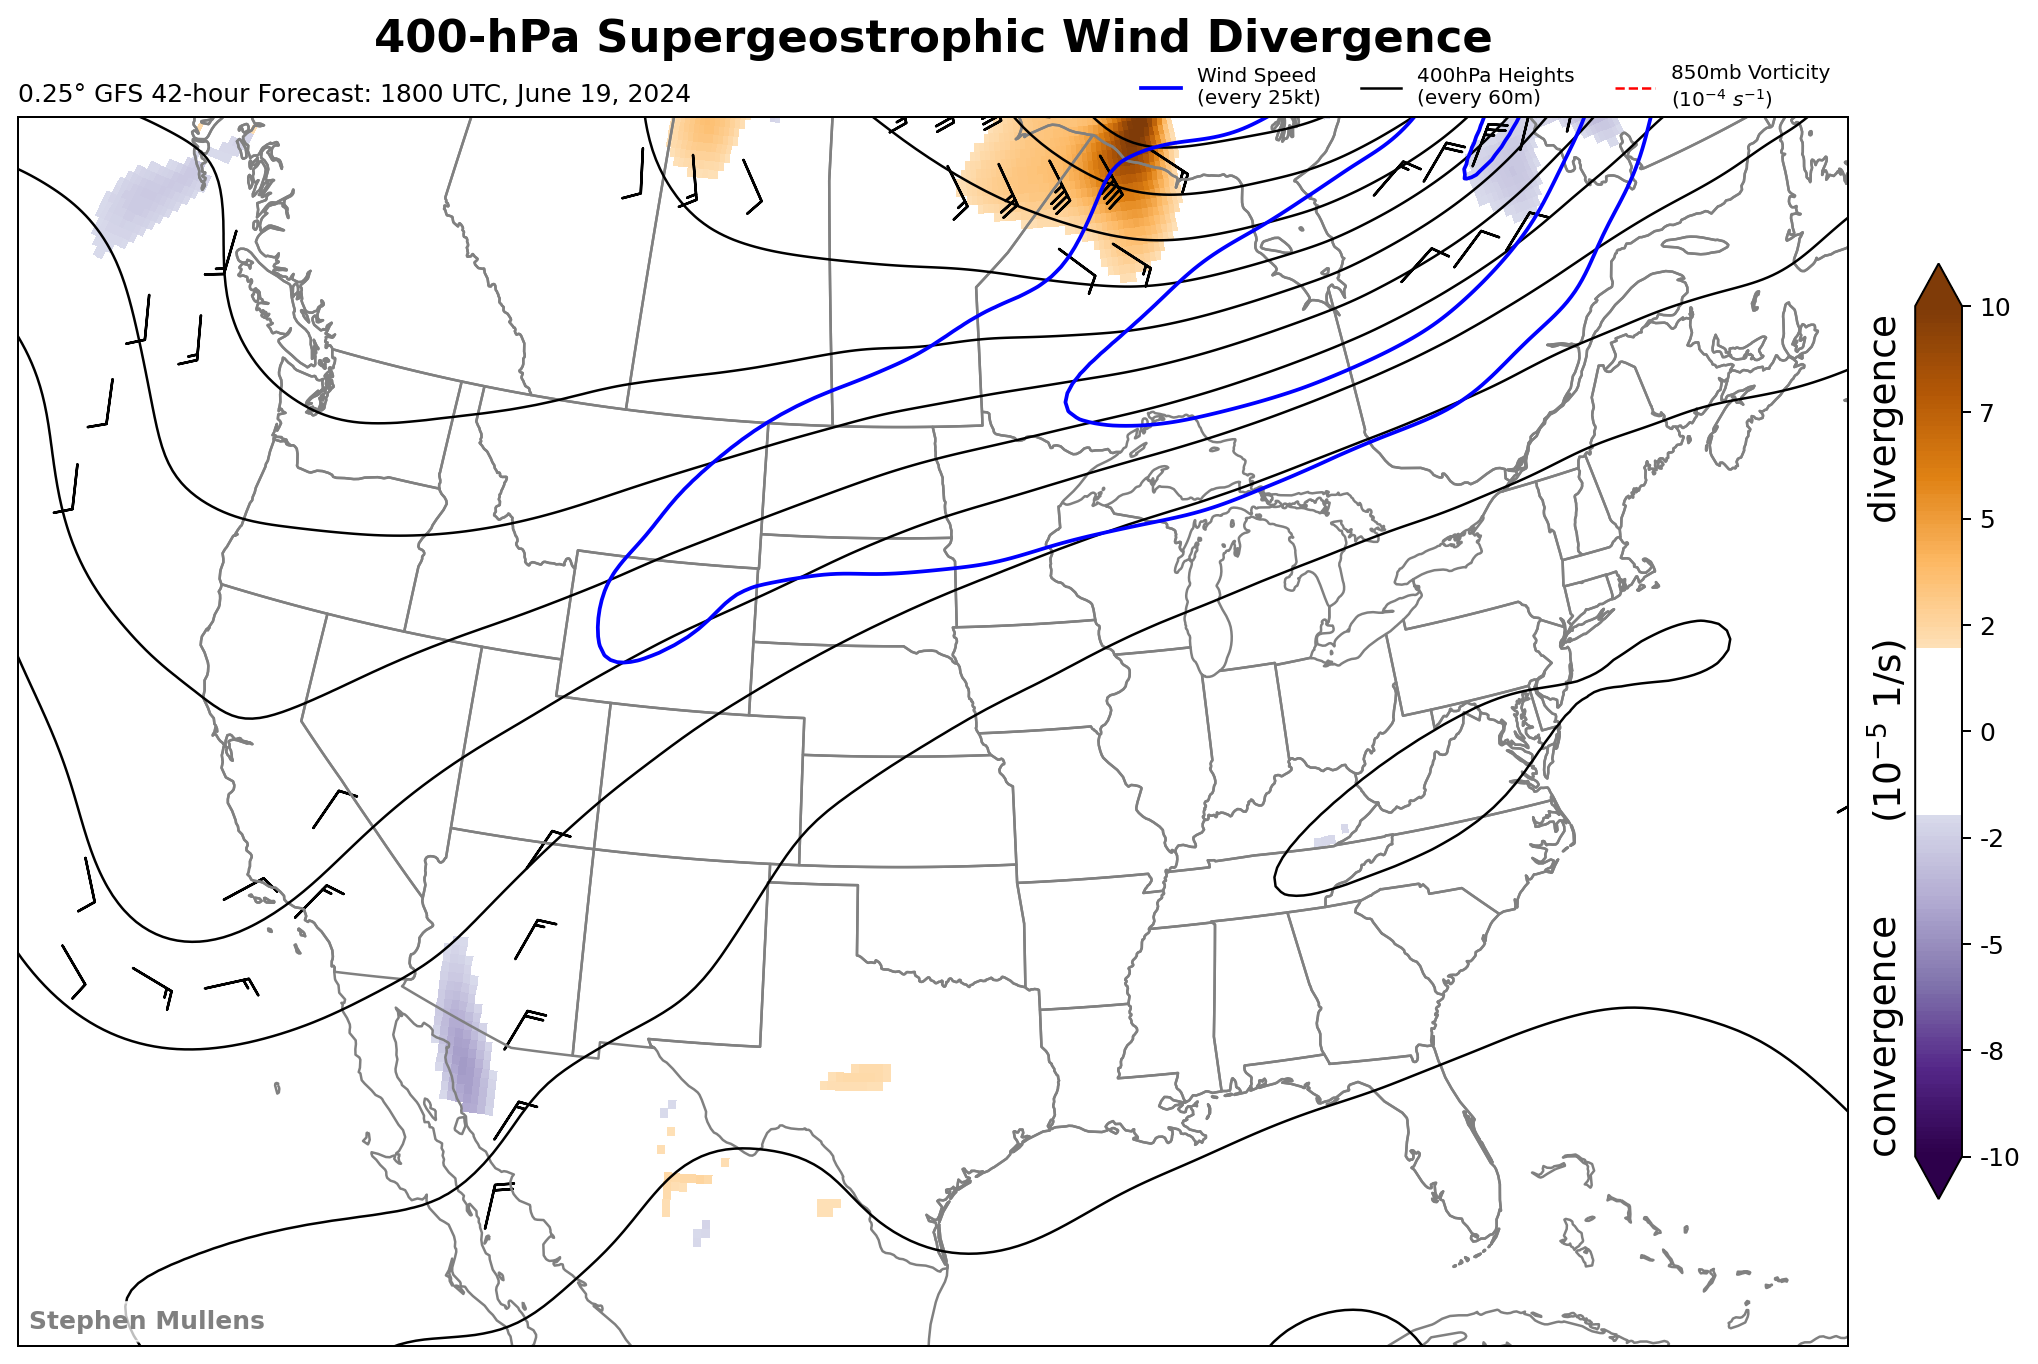 400-hPa Supergeostrophic Wind Divergence
0.25° GFS 42-hour Forecast: 1800 UTC, June 19, 2024
Wind Speed
(every 25kt)
400hPa Heights
(every 60m)
850mb Vorticity
(10⁻⁴ s⁻¹)
10
7
5
2
0
-2
-5
-8
-10
convergence (10⁻⁵ 1/s) divergence
Stephen Mullens